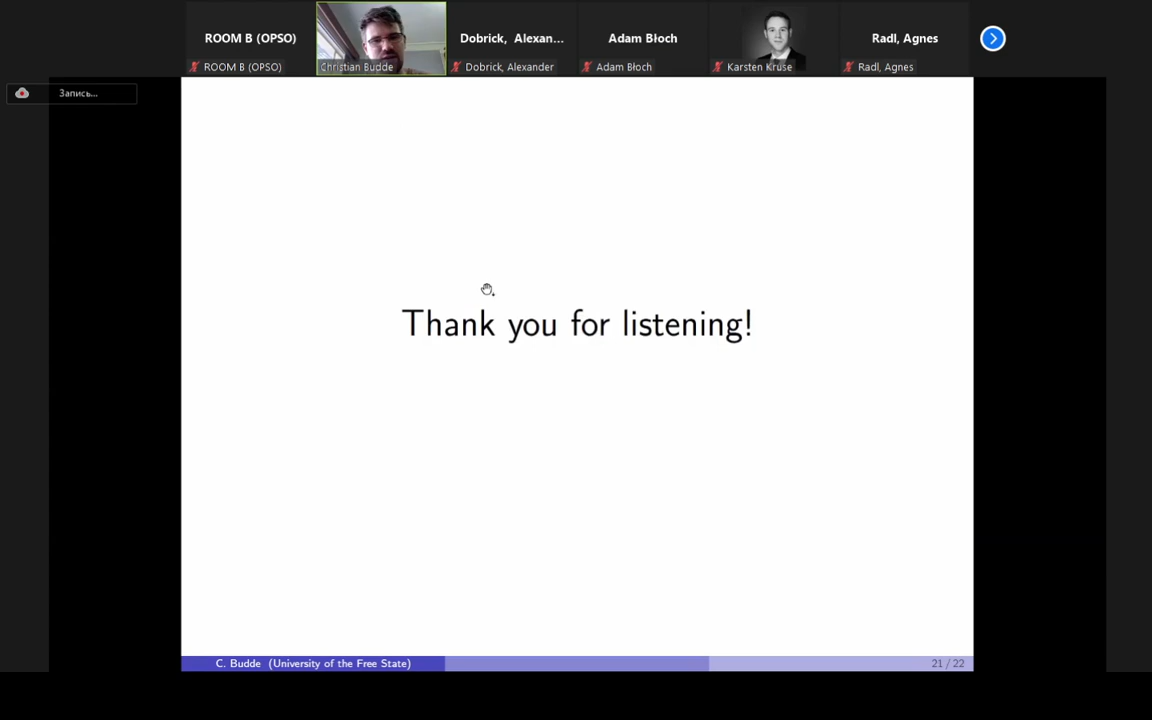 ROOM B (OPSO)
Dobrick, Alexan...
Adam Błoch
Radl, Agnes
ROOM B (OPSO)
Christian Budde
Dobrick, Alexander
Adam Błoch
Karsten Kruse
Radl, Agnes
Запись...
Thank you for listening!
C. Budde (University of the Free State)
21 / 22